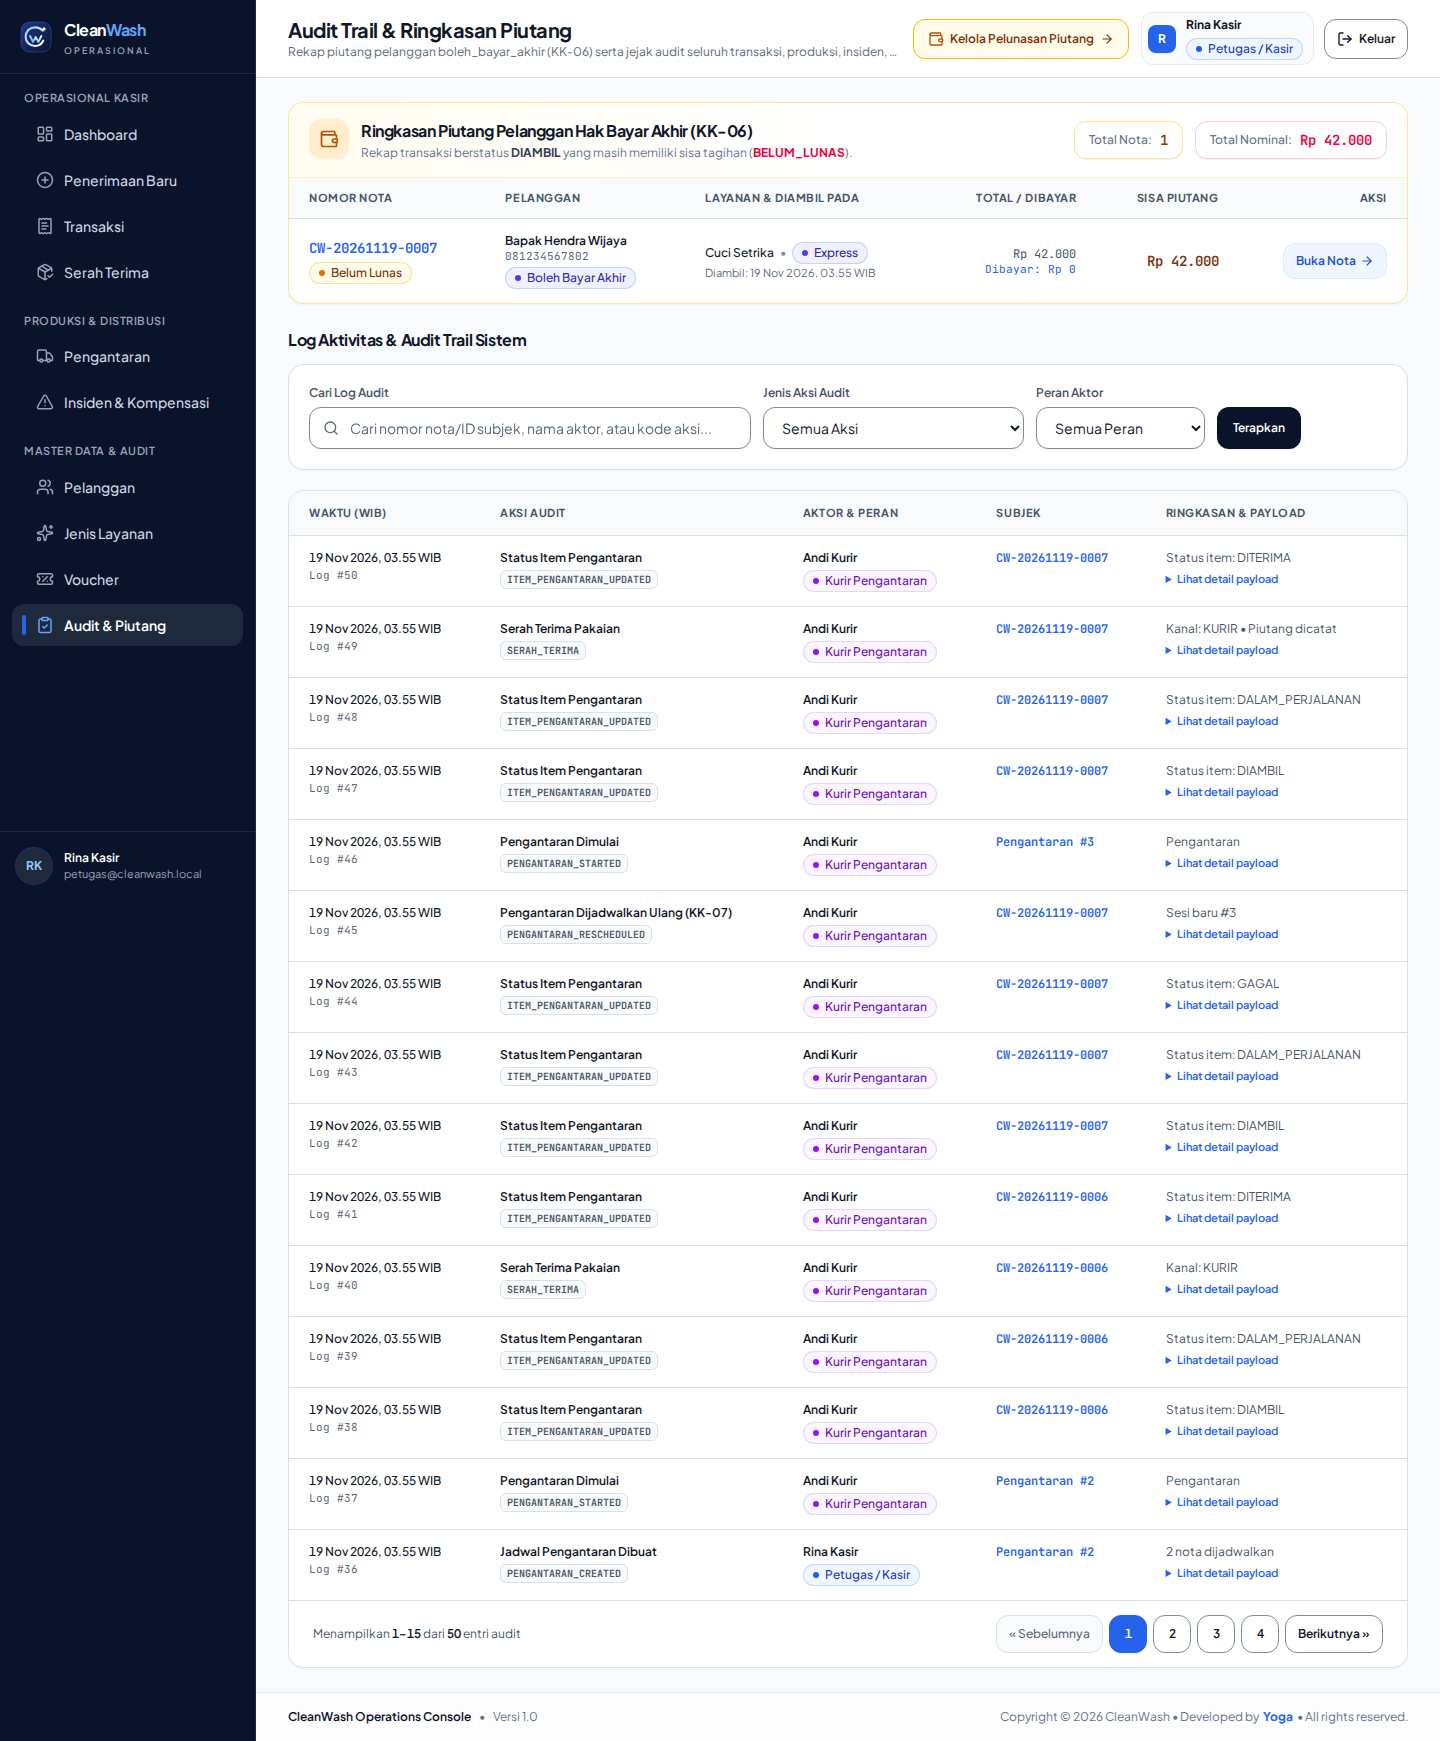 CleanWash
OPERASIONAL
OPERASIONAL KASIR
Dashboard
Penerimaan Baru
Transaksi
Serah Terima
PRODUKSI & DISTRIBUSI
Pengantaran
Insiden & Kompensasi
MASTER DATA & AUDIT
Pelanggan
Jenis Layanan
Voucher
Audit & Piutang
RK
Rina Kasir
petugas@cleanwash.local
Audit Trail & Ringkasan Piutang
Rekap piutang pelanggan boleh_bayar_akhir (KK-06) serta jejak audit seluruh transaksi, produksi, insiden, ...
Kelola Pelunasan Piutang →
R
Rina Kasir
Petugas / Kasir
Keluar
Ringkasan Piutang Pelanggan Hak Bayar Akhir (KK-06)
Rekap transaksi berstatus DIAMBIL yang masih memiliki sisa tagihan (BELUM_LUNAS).
Total Nota: 1
Total Nominal: Rp 42.000
NOMOR NOTA PELANGGAN LAYANAN & DIAMBIL PADA TOTAL / DIBAYAR SISA PIUTANG AKSI
CW-20261119-0007
Belum Lunas
Bapak Hendra Wijaya
081234567802
Boleh Bayar Akhir
Cuci Setrika • Express
Diambil: 19 Nov 2026, 03.55 WIB
Rp 42.000
Dibayar: Rp 0
Rp 42.000
Buka Nota →
Log Aktivitas & Audit Trail Sistem
Cari Log Audit
Cari nomor nota/ID subjek, nama aktor, atau kode aksi...
Jenis Aksi Audit
Semua Aksi
Peran Aktor
Semua Peran
Terapkan
WAKTU (WIB) AKSI AUDIT AKTOR & PERAN SUBJEK RINGKASAN & PAYLOAD
19 Nov 2026, 03.55 WIB Status Item Pengantaran Andi Kurir CW-20261119-0007 Status item: DITERIMA
Log #50 ITEM_PENGANTARAN_UPDATED Kurir Pengantaran Lihat detail payload
19 Nov 2026, 03.55 WIB Serah Terima Pakaian Andi Kurir CW-20261119-0007 Kanal: KURIR • Piutang dicatat
Log #49 SERAH_TERIMA Kurir Pengantaran Lihat detail payload
19 Nov 2026, 03.55 WIB Status Item Pengantaran Andi Kurir CW-20261119-0007 Status item: DALAM_PERJALANAN
Log #48 ITEM_PENGANTARAN_UPDATED Kurir Pengantaran Lihat detail payload
19 Nov 2026, 03.55 WIB Status Item Pengantaran Andi Kurir CW-20261119-0007 Status item: DIAMBIL
Log #47 ITEM_PENGANTARAN_UPDATED Kurir Pengantaran Lihat detail payload
19 Nov 2026, 03.55 WIB Pengantaran Dimulai Andi Kurir Pengantaran #3 Pengantaran
Log #46 PENGANTARAN_STARTED Kurir Pengantaran Lihat detail payload
19 Nov 2026, 03.55 WIB Pengantaran Dijadwalkan Ulang (KK-07) Andi Kurir CW-20261119-0007 Sesi baru #3
Log #45 PENGANTARAN_RESCHEDULED Kurir Pengantaran Lihat detail payload
19 Nov 2026, 03.55 WIB Status Item Pengantaran Andi Kurir CW-20261119-0007 Status item: GAGAL
Log #44 ITEM_PENGANTARAN_UPDATED Kurir Pengantaran Lihat detail payload
19 Nov 2026, 03.55 WIB Status Item Pengantaran Andi Kurir CW-20261119-0007 Status item: DALAM_PERJALANAN
Log #43 ITEM_PENGANTARAN_UPDATED Kurir Pengantaran Lihat detail payload
19 Nov 2026, 03.55 WIB Status Item Pengantaran Andi Kurir CW-20261119-0007 Status item: DIAMBIL
Log #42 ITEM_PENGANTARAN_UPDATED Kurir Pengantaran Lihat detail payload
19 Nov 2026, 03.55 WIB Status Item Pengantaran Andi Kurir CW-20261119-0006 Status item: DITERIMA
Log #41 ITEM_PENGANTARAN_UPDATED Kurir Pengantaran Lihat detail payload
19 Nov 2026, 03.55 WIB Serah Terima Pakaian Andi Kurir CW-20261119-0006 Kanal: KURIR
Log #40 SERAH_TERIMA Kurir Pengantaran Lihat detail payload
19 Nov 2026, 03.55 WIB Status Item Pengantaran Andi Kurir CW-20261119-0006 Status item: DALAM_PERJALANAN
Log #39 ITEM_PENGANTARAN_UPDATED Kurir Pengantaran Lihat detail payload
19 Nov 2026, 03.55 WIB Status Item Pengantaran Andi Kurir CW-20261119-0006 Status item: DIAMBIL
Log #38 ITEM_PENGANTARAN_UPDATED Kurir Pengantaran Lihat detail payload
19 Nov 2026, 03.55 WIB Pengantaran Dimulai Andi Kurir Pengantaran #2 Pengantaran
Log #37 PENGANTARAN_STARTED Kurir Pengantaran Lihat detail payload
19 Nov 2026, 03.55 WIB Jadwal Pengantaran Dibuat Rina Kasir Pengantaran #2 2 nota dijadwalkan
Log #36 PENGANTARAN_CREATED Petugas / Kasir Lihat detail payload
Menampilkan 1–15 dari 50 entri audit
« Sebelumnya 1 2 3 4 Berikutnya »
CleanWash Operations Console • Versi 1.0
Copyright © 2026 CleanWash • Developed by Yoga • All rights reserved.